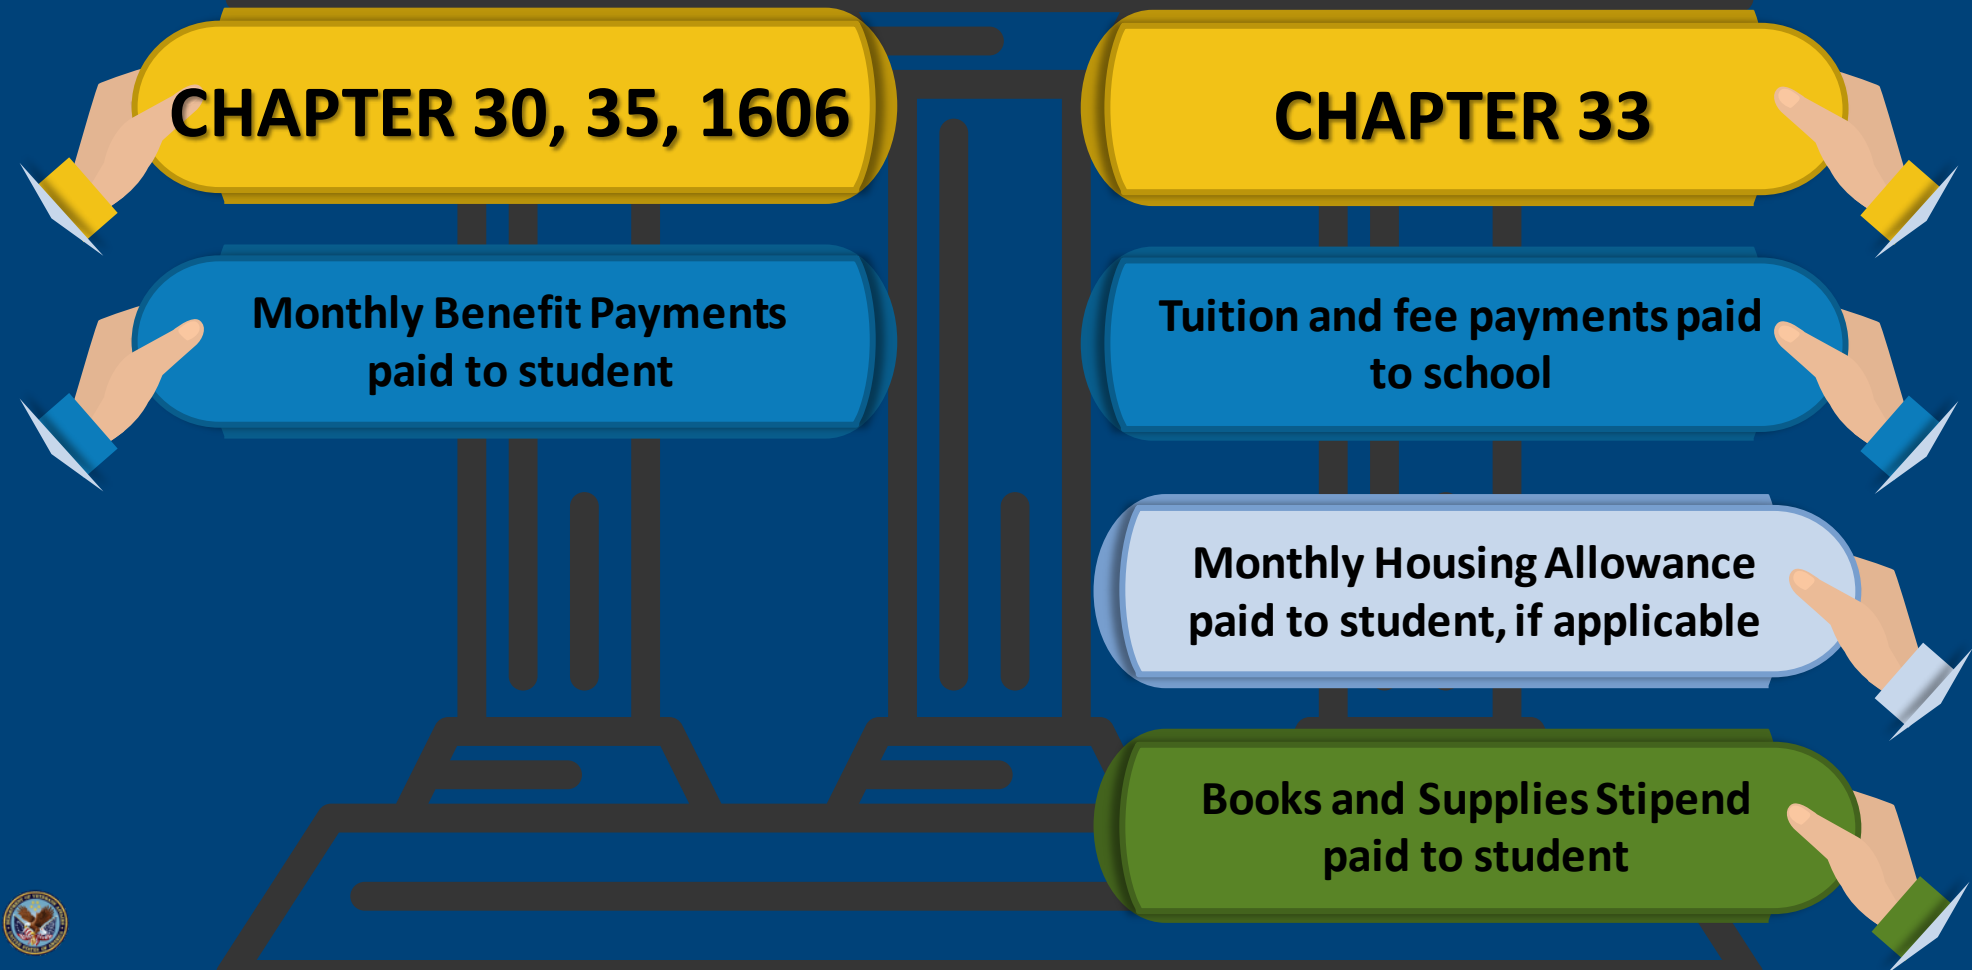 CHAPTER 30, 35, 1606
Monthly Benefit Payments
paid to student
CHAPTER 33
Tuition and fee payments paid
to school
Monthly Housing Allowance
paid to student, if applicable
Books and Supplies Stipend
paid to student